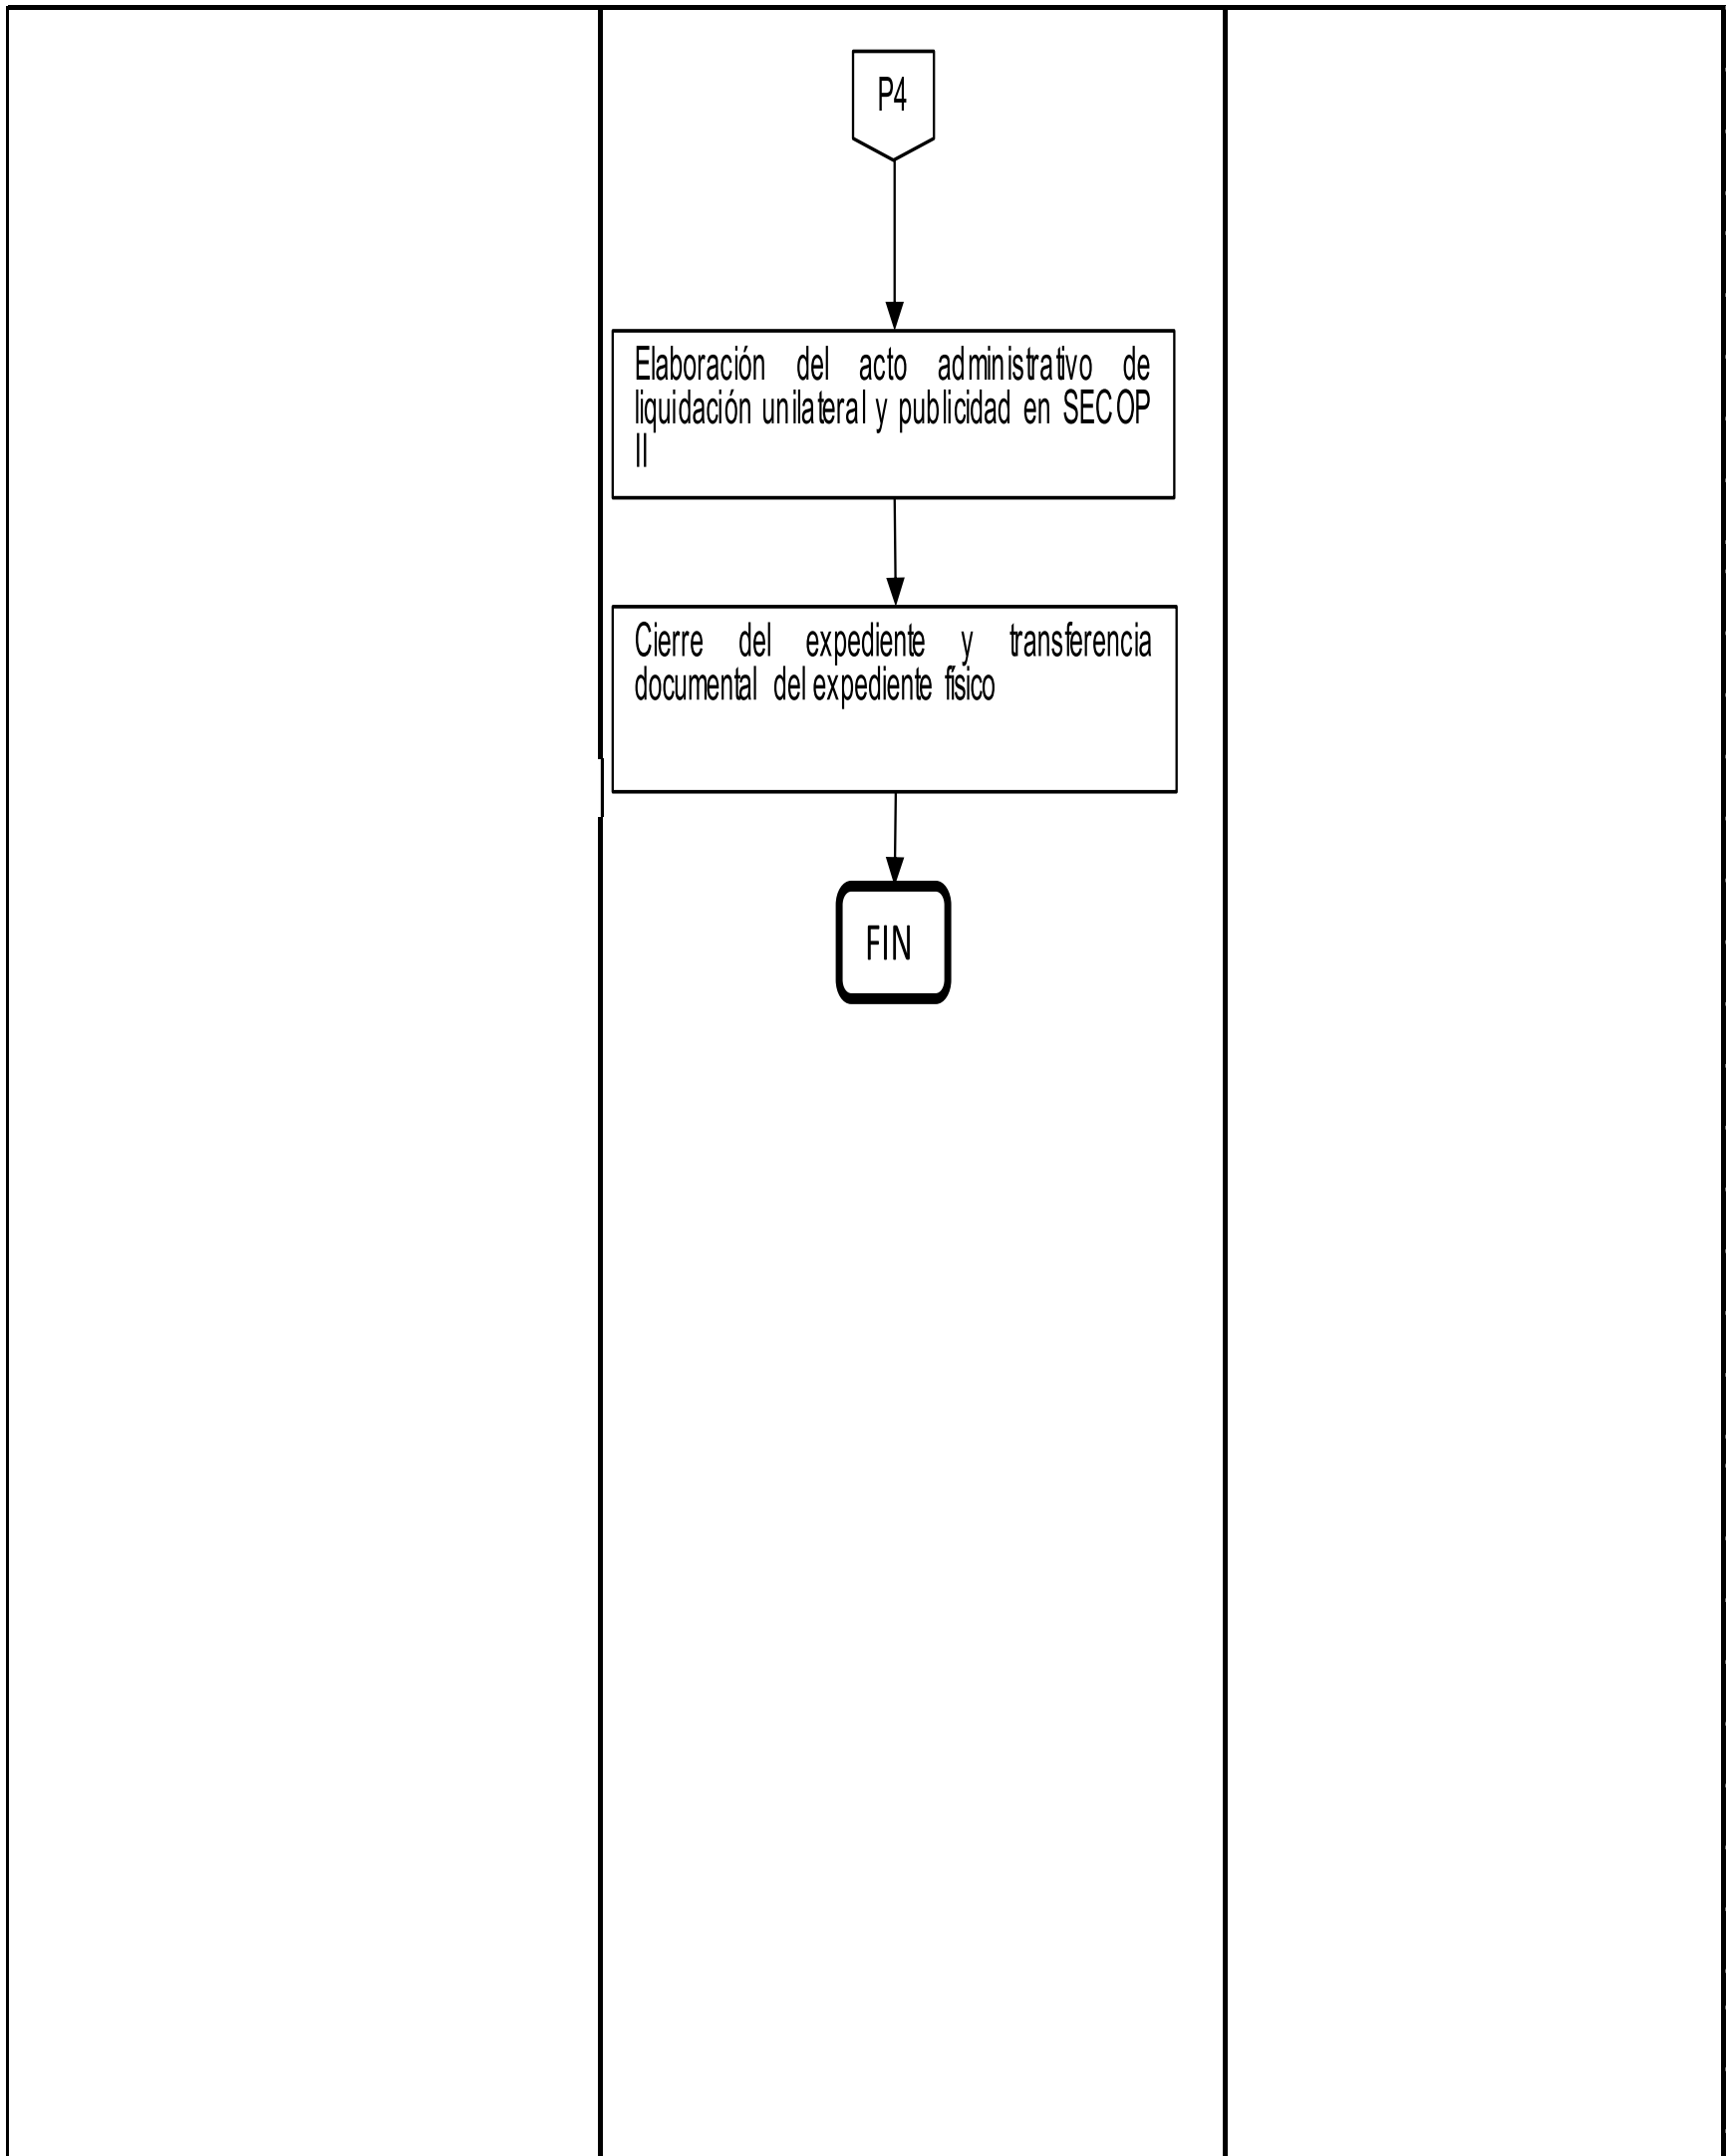 P4
Elaboración del acto administrativo de
liquidación unilateral y publicidad en SECOP
II
Cierre del expediente y transferencia
documental del expediente físico
FIN